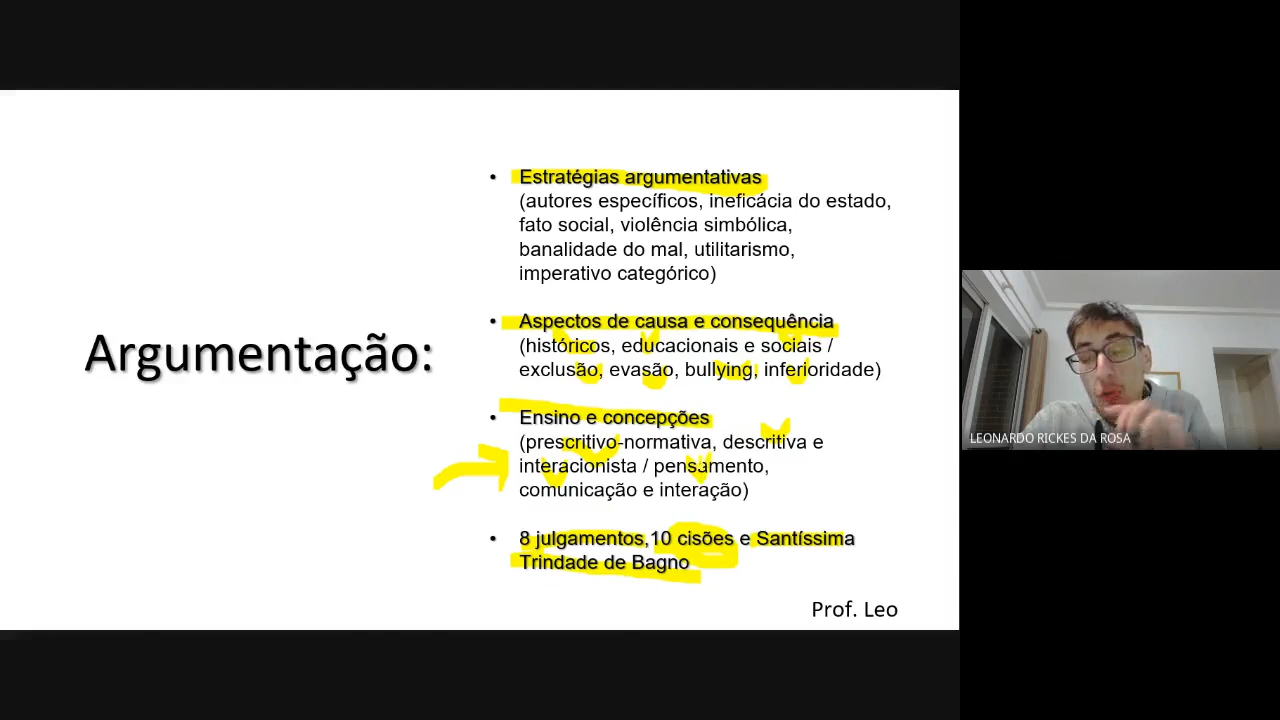 Argumentação:
• Estratégias argumentativas
(autores específicos, ineficácia do estado,
fato social, violência simbólica,
banalidade do mal, utilitarismo,
imperativo categórico)
• Aspectos de causa e consequência
(históricos, educacionais e sociais /
exclusão, evasão, bullying, inferioridade)
• Ensino e concepções
(prescritivo-normativa, descritiva e
interacionista / pensamento,
comunicação e interação)
• 8 julgamentos,10 cisões e Santíssima
Trindade de Bagno
Prof. Leo
LEONARDO RICKES DA ROSA